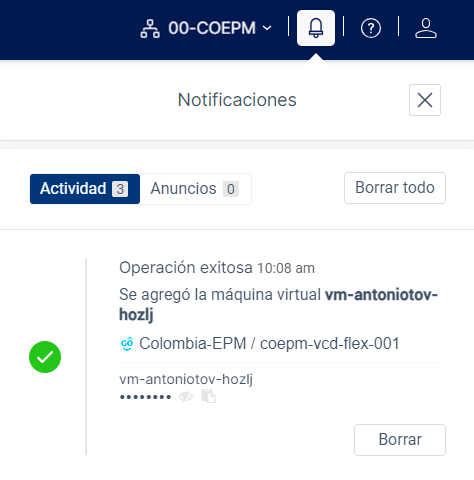 00-COEPM
Notificaciones
Actividad 3 Anuncios 0 Borrar todo
Operación exitosa 10:08 am
Se agregó la máquina virtual vm-antoniotov-
hozlj
Colombia-EPM / coepm-vcd-flex-001
vm-antoniotov-hozlj
••••••••
Borrar